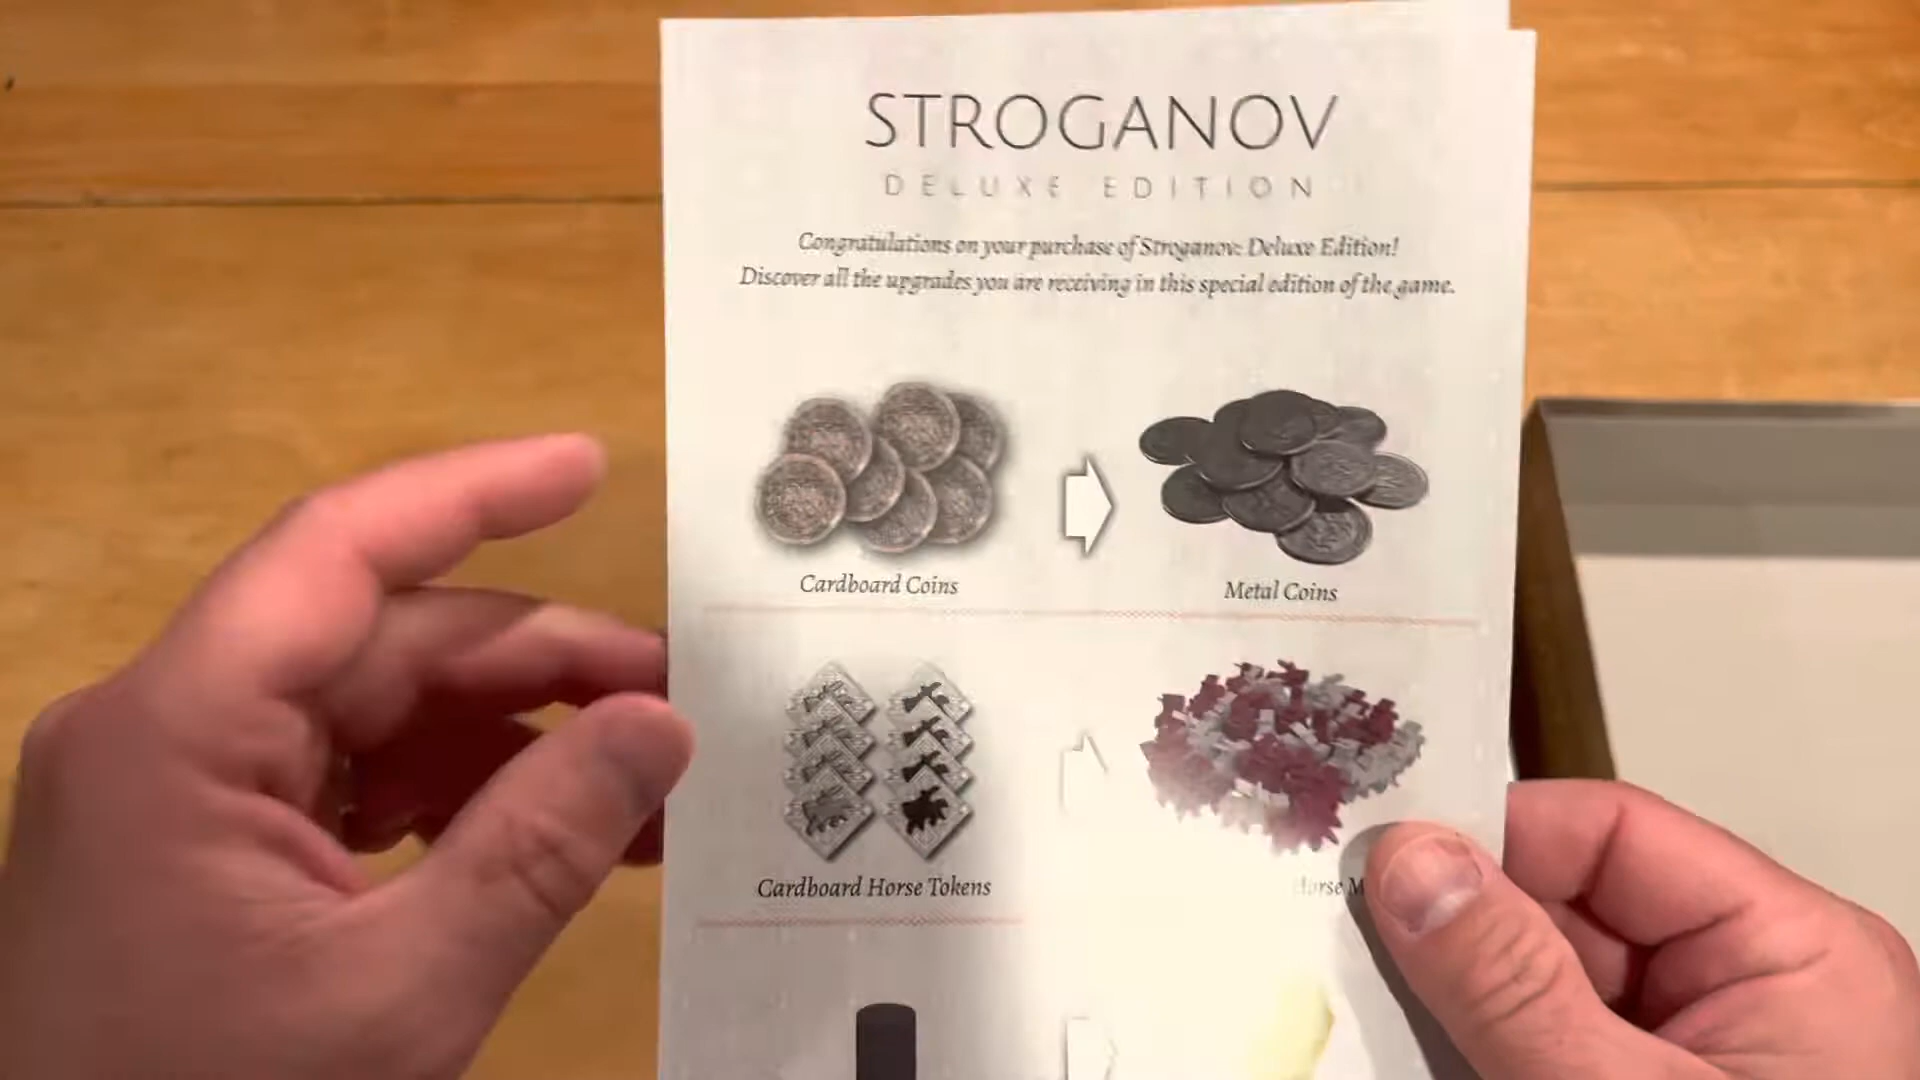 STROGANOV
DELUXE EDITION
Congratulations on your purchase of Stroganov: Deluxe Edition!
Discover all the upgrades you are receiving in this special edition of the game.
Cardboard Coins
Metal Coins
Cardboard Horse Tokens
Horse